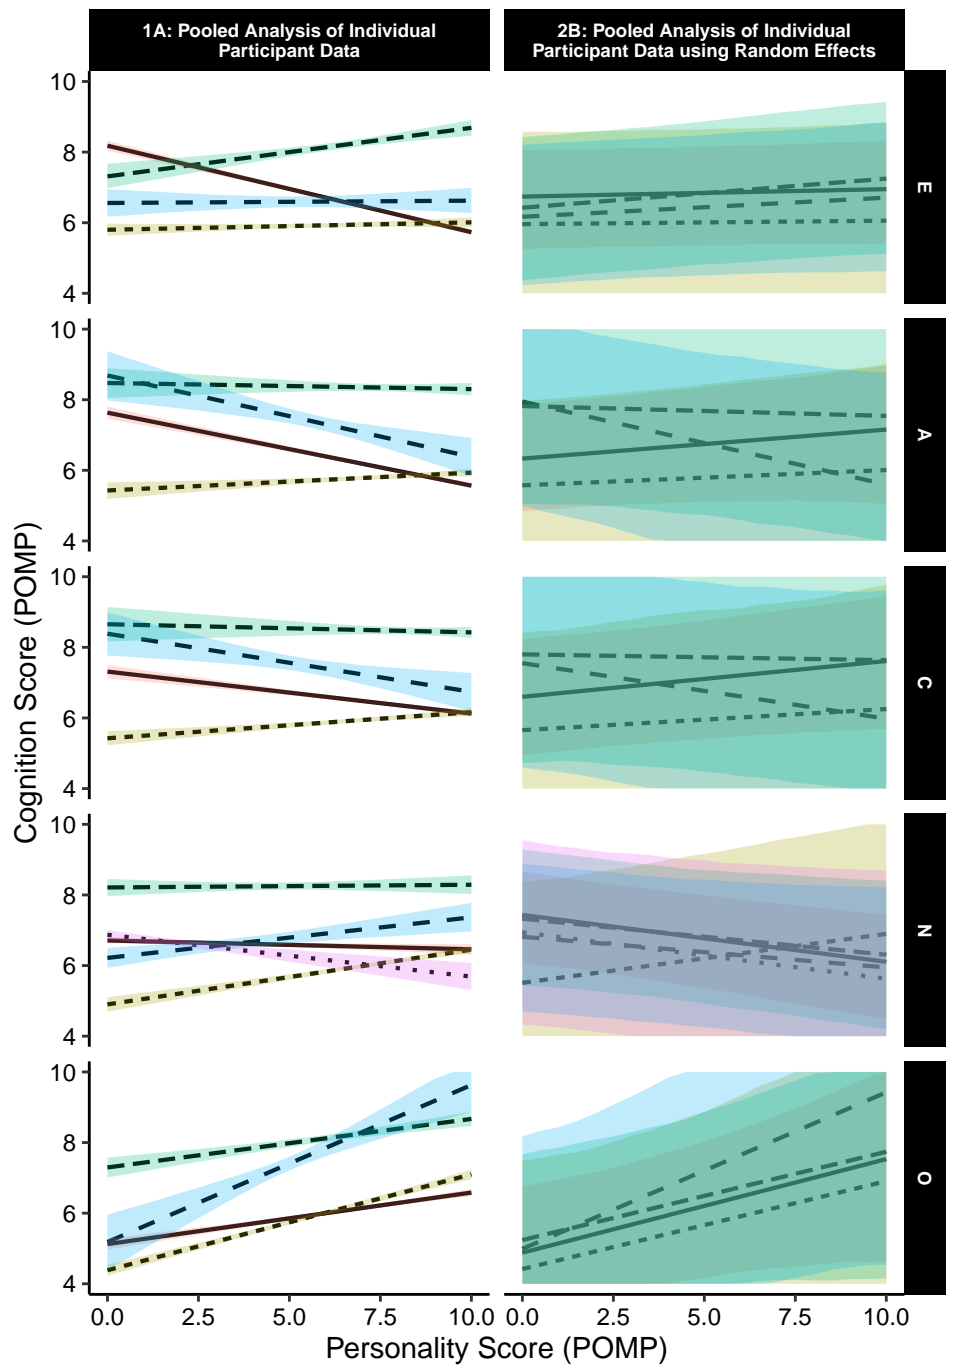 1A: Pooled Analysis of Individual
Participant Data
2B: Pooled Analysis of Individual
Participant Data using Random Effects
10
8
6
4
E
10
8
6
4
A
10
8
6
4
C
10
8
6
4
N
10
8
6
4
O
Cognition Score (POMP)
0.0 2.5 5.0 7.5 10.0 0.0 2.5 5.0 7.5 10.0
Personality Score (POMP)